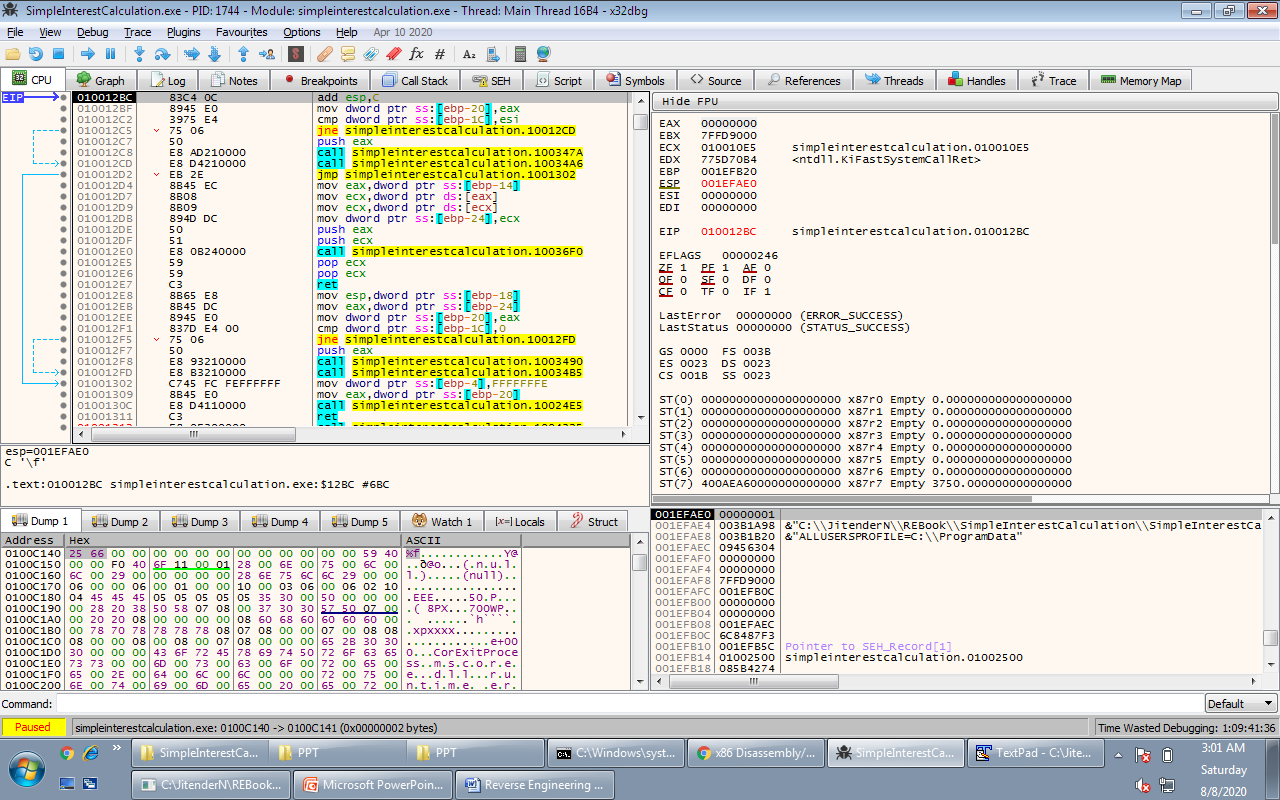 SimpleInterestCalculation.exe - PID: 1744 - Module: simpleinterestcalculation.exe - Thread: Main Thread 16B4 - x32dbg
File View Debug Trace Plugins Favourites Options Help Apr 10 2020
CPU Graph Log Notes Breakpoints Call Stack SEH Script Symbols Source References Threads Handles Trace Memory Map
EIP
010012BC 83C4 0C add esp,C
010012BF 8945 E0 mov dword ptr ss:[ebp-20],eax
010012C2 3975 E4 cmp dword ptr ss:[ebp-1C],esi
010012C5 75 06 jne simpleinterestcalculation.10012CD
010012C7 50 push eax
010012C8 E8 AD210000 call simpleinterestcalculation.100347A
010012CD E8 D4210000 call simpleinterestcalculation.10034A6
010012D2 EB 2E jmp simpleinterestcalculation.1001302
010012D4 8B45 EC mov eax,dword ptr ss:[ebp-14]
010012D7 8B08 mov ecx,dword ptr ds:[eax]
010012D9 8B09 mov ecx,dword ptr ds:[ecx]
010012DB 894D DC mov dword ptr ss:[ebp-24],ecx
010012DE 50 push eax
010012DF 51 push ecx
010012E0 E8 0B240000 call simpleinterestcalculation.10036F0
010012E5 59 pop ecx
010012E6 59 pop ecx
010012E7 C3 ret
010012E8 8B65 E8 mov esp,dword ptr ss:[ebp-18]
010012EB 8B45 DC mov eax,dword ptr ss:[ebp-24]
010012EE 8945 E0 mov dword ptr ss:[ebp-20],eax
010012F1 837D E4 00 cmp dword ptr ss:[ebp-1C],0
010012F5 75 06 jne simpleinterestcalculation.10012FD
010012F7 50 push eax
010012F8 E8 93210000 call simpleinterestcalculation.1003490
010012FD E8 B3210000 call simpleinterestcalculation.10034B5
01001302 C745 FC FEFFFFFF mov dword ptr ss:[ebp-4],FFFFFFFE
01001309 8B45 E0 mov eax,dword ptr ss:[ebp-20]
0100130C E8 D4110000 call simpleinterestcalculation.10024E5
01001311 C3 ret
esp=001EFAE0
C '\f'
.text:010012BC simpleinterestcalculation.exe:$12BC #6BC
Hide FPU
EAX 00000000
EBX 7FFD9000
ECX 010010E5 simpleinterestcalculation.010010E5
EDX 775D70B4 <ntdll.KiFastSystemCallRet>
EBP 001EFB20
ESP 001EFAE0
ESI 00000000
EDI 00000000
EIP 010012BC simpleinterestcalculation.010012BC
EFLAGS 00000246
ZF 1 PF 1 AF 0
OF 0 SF 0 DF 0
CF 0 TF 0 IF 1
LastError 00000000 (ERROR_SUCCESS)
LastStatus 00000000 (STATUS_SUCCESS)
GS 0000 FS 003B
ES 0023 DS 0023
CS 001B SS 0023
ST(0) 00000000000000000000 x87r0 Empty 0.000000000000000000
ST(1) 00000000000000000000 x87r1 Empty 0.000000000000000000
ST(2) 00000000000000000000 x87r2 Empty 0.000000000000000000
ST(3) 00000000000000000000 x87r3 Empty 0.000000000000000000
ST(4) 00000000000000000000 x87r4 Empty 0.000000000000000000
ST(5) 00000000000000000000 x87r5 Empty 0.000000000000000000
ST(6) 00000000000000000000 x87r6 Empty 0.000000000000000000
ST(7) 400AEA60000000000000 x87r7 Empty 3750.000000000000000
Dump 1 Dump 2 Dump 3 Dump 4 Dump 5 Watch 1 Locals Struct
Address Hex ASCII
0100C140 25 66 00 00 00 00 00 00 00 00 00 00 00 00 59 40 %f............Y@
0100C150 00 00 F0 40 6F 11 00 01 28 00 6E 00 75 00 6C 00 ..ð@o...(.n.u.l.
0100C160 6C 00 29 00 00 00 00 00 28 6E 75 6C 6C 29 00 00 l.).....(null)..
0100C170 06 00 00 06 00 01 00 00 10 00 03 06 00 06 02 10 ................
0100C180 04 45 45 45 05 05 05 05 05 35 30 00 50 00 00 00 .EEE.....50.P...
0100C190 00 28 20 38 50 58 07 08 00 37 30 30 57 50 07 00 .( 8PX...700WP..
0100C1A0 00 20 20 08 00 00 00 00 08 60 68 60 60 60 60 00 .  ......`h````.
0100C1B0 00 78 70 78 78 78 78 08 07 08 00 00 07 00 08 08 .xpxxxx.........
0100C1C0 08 00 00 08 00 08 00 07 08 00 00 00 65 2B 30 30 ............e+00
0100C1D0 30 00 00 00 43 6F 72 45 78 69 74 50 72 6F 63 65 0...CorExitProce
0100C1E0 73 73 00 00 6D 00 73 00 63 00 6F 00 72 00 65 00 ss..m.s.c.o.r.e.
0100C1F0 65 00 2E 00 64 00 6C 00 6C 00 00 00 72 00 75 00 e...d.l.l...r.u.
0100C200 6E 00 74 00 69 00 6D 00 65 00 20 00 65 00 72 00 n.t.i.m.e. .e.r.
001EFAE0 00000001
001EFAE4 003B1A98 &"C:\\JitenderN\\REBook\\SimpleInterestCalculation\\SimpleInterestCa
001EFAE8 003B1B20 &"ALLUSERSPROFILE=C:\\ProgramData"
001EFAEC 09456304
001EFAF0 00000000
001EFAF4 00000000
001EFAF8 7FFD9000
001EFAFC 001EFB0C
001EFB00 00000000
001EFB04 00000000
001EFB08 001EFAEC
001EFB0C 6C8487F3
001EFB10 001EFB5C Pointer to SEH_Record[1]
001EFB14 01002500 simpleinterestcalculation.01002500
001EFB18 085B4274
Command: Default
Paused simpleinterestcalculation.exe: 0100C140 -> 0100C141 (0x00000002 bytes) Time Wasted Debugging: 1:09:41:36
SimpleInterestCa... PPT PPT C:\Windows\syst... x86 Disassembly/... SimpleInterestCa... TextPad - C:\Jite...
C:\JitenderN\REBook... Microsoft PowerPoin... Reverse Engineering ...
3:01 AM
Saturday
8/8/2020